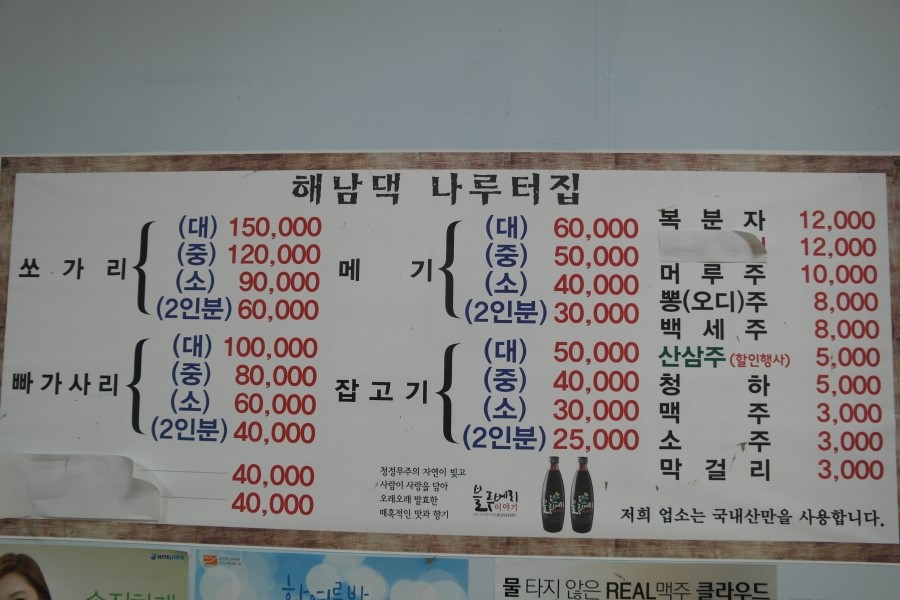 해남댁 나루터집
쏘가리
(대) 150,000
(중) 120,000
(소) 90,000
(2인분) 60,000
빠가사리
(대) 100,000
(중) 80,000
(소) 60,000
(2인분) 40,000
40,000
40,000
메기
(대) 60,000
(중) 50,000
(소) 40,000
(2인분) 30,000
잡고기
(대) 50,000
(중) 40,000
(소) 30,000
(2인분) 25,000
복분자 12,000
12,000
머루주 10,000
뽕(오디)주 8,000
백세주 8,000
산삼주(할인행사) 5,000
청하 5,000
맥주 3,000
소주 3,000
막걸리 3,000
청정무주의 자연이 빚고
사람이 사랑을 담아
오래오래 발효한
매혹적인 맛과 향기
블루베리
이야기
저희 업소는 국내산만을 사용합니다.
물 타지 않은 REAL맥주 클라우드